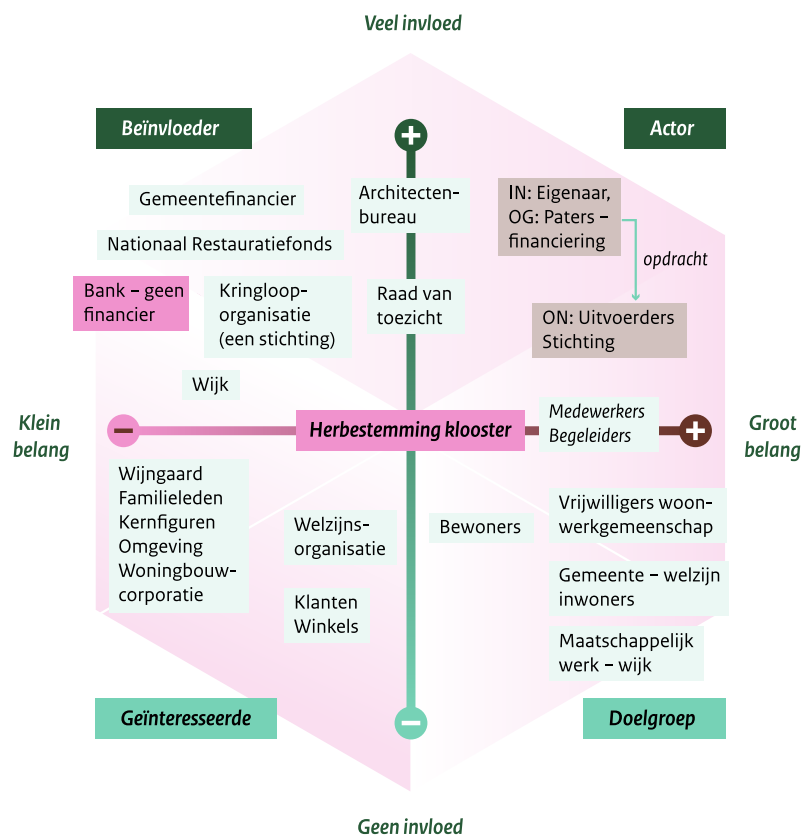 Veel invloed
Beïnvloeder
Actor
Gemeentefinancier
Architecten-
bureau
IN: Eigenaar,
OG: Paters –
financiering
Nationaal Restauratiefonds
opdracht
Bank – geen
financier
Kringloop-
organisatie
(een stichting)
Raad van
toezicht
ON: Uitvoerders
Stichting
Wijk
Klein
belang
Herbestemming klooster
Medewerkers
Begeleiders
Groot
belang
Wijngaard
Familieleden
Kernfiguren
Omgeving
Woningbouw-
corporatie
Welzijns-
organisatie
Bewoners
Vrijwilligers woon-
werkgemeenschap
Klanten
Winkels
Gemeente – welzijn
inwoners
Maatschappelijk
werk – wijk
Geïnteresseerde
Doelgroep
Geen invloed